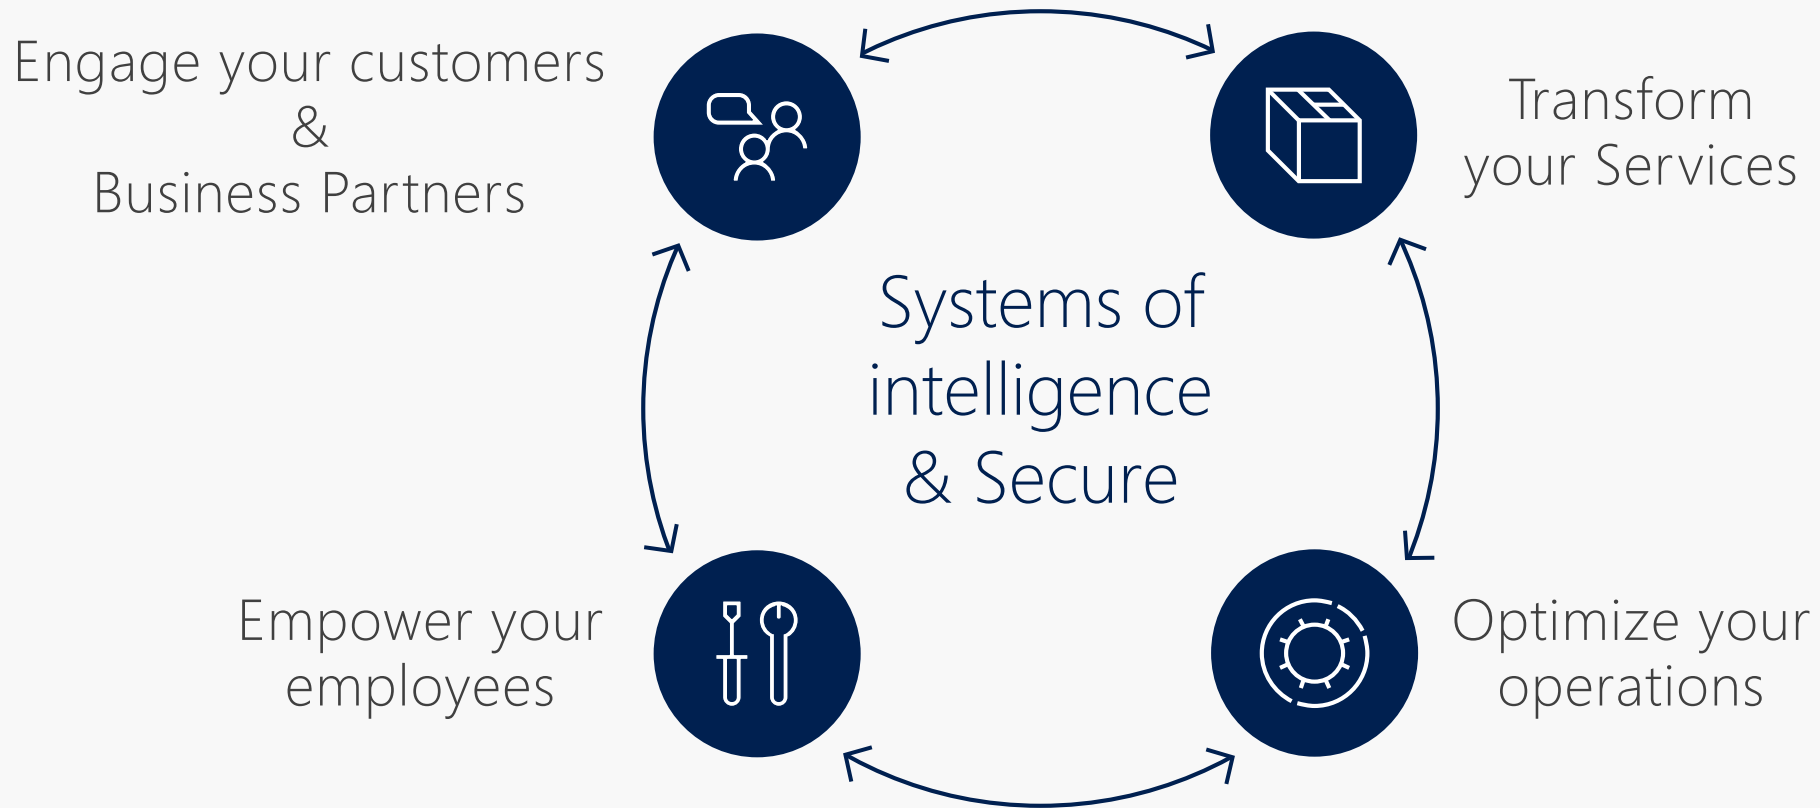 Engage your customers
&
Business Partners
Transform
your Services
Systems of
intelligence
& Secure
Empower your
employees
Optimize your
operations